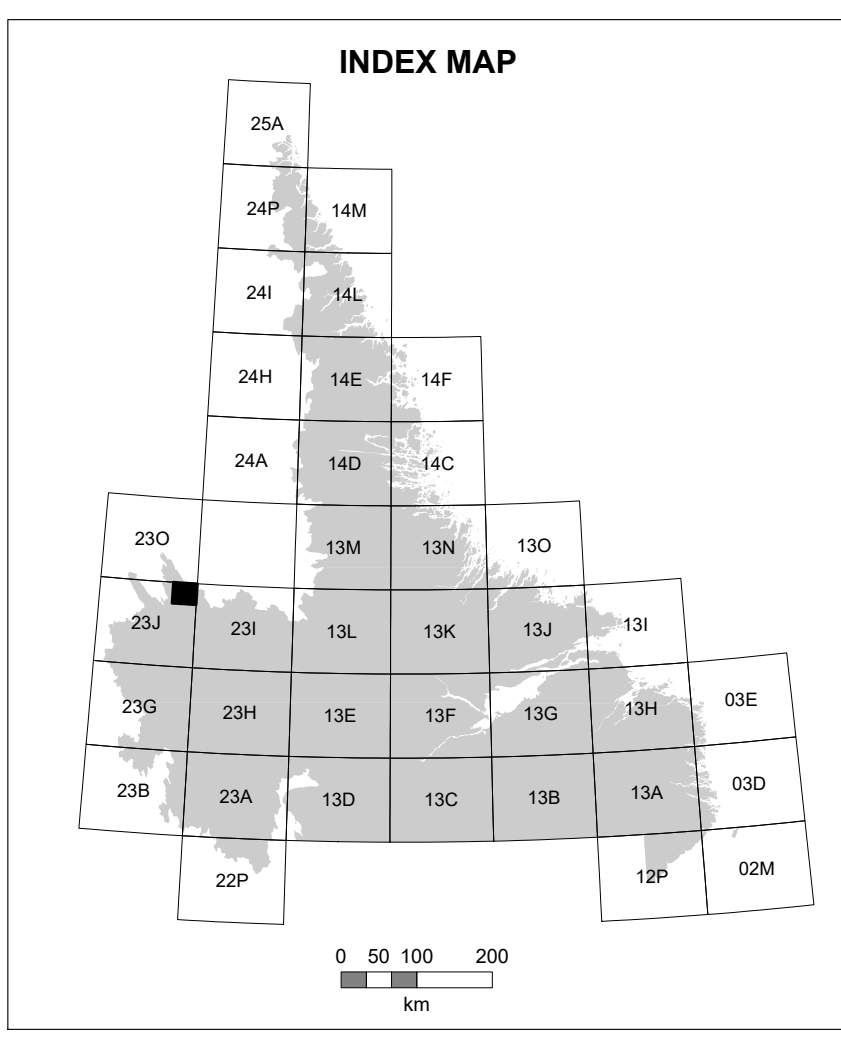 INDEX MAP
25A
24P 14M
24I 14L
24H 14E 14F
24A 14D 14C
23O 13M 13N 13O
23J 23I 13L 13K 13J 13I
23G 23H 13E 13F 13G 13H 03E
23B 23A 13D 13C 13B 13A 03D
22P 12P 02M
0 50 100 200
km